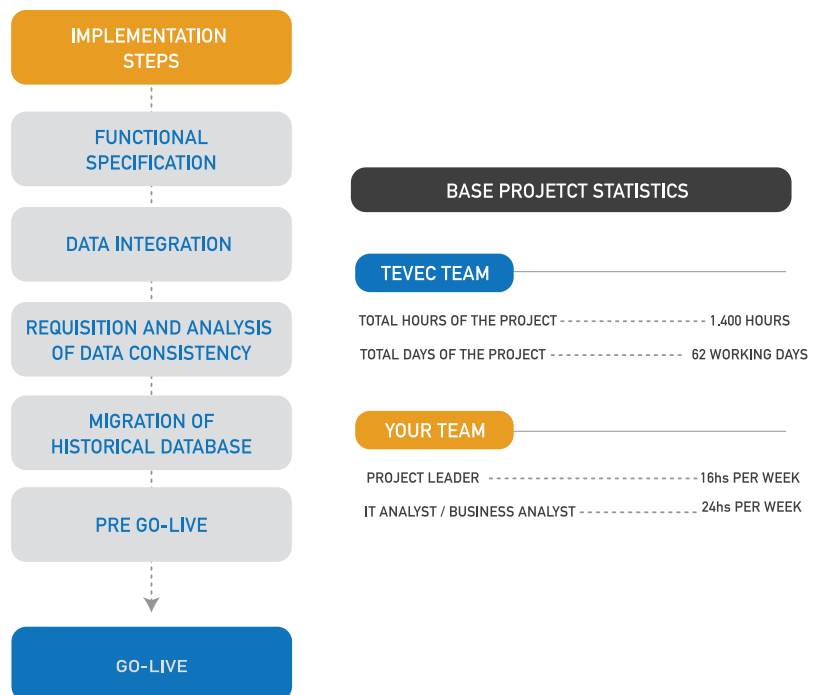 IMPLEMENTATION
STEPS
FUNCTIONAL
SPECIFICATION
DATA INTEGRATION
REQUISITION AND ANALYSIS
OF DATA CONSISTENCY
MIGRATION OF
HISTORICAL DATABASE
PRE GO-LIVE
GO-LIVE
BASE PROJETCT STATISTICS
TEVEC TEAM
TOTAL HOURS OF THE PROJECT 1.400 HOURS
TOTAL DAYS OF THE PROJECT 62 WORKING DAYS
YOUR TEAM
PROJECT LEADER 16hs PER WEEK
IT ANALYST / BUSINESS ANALYST 24hs PER WEEK